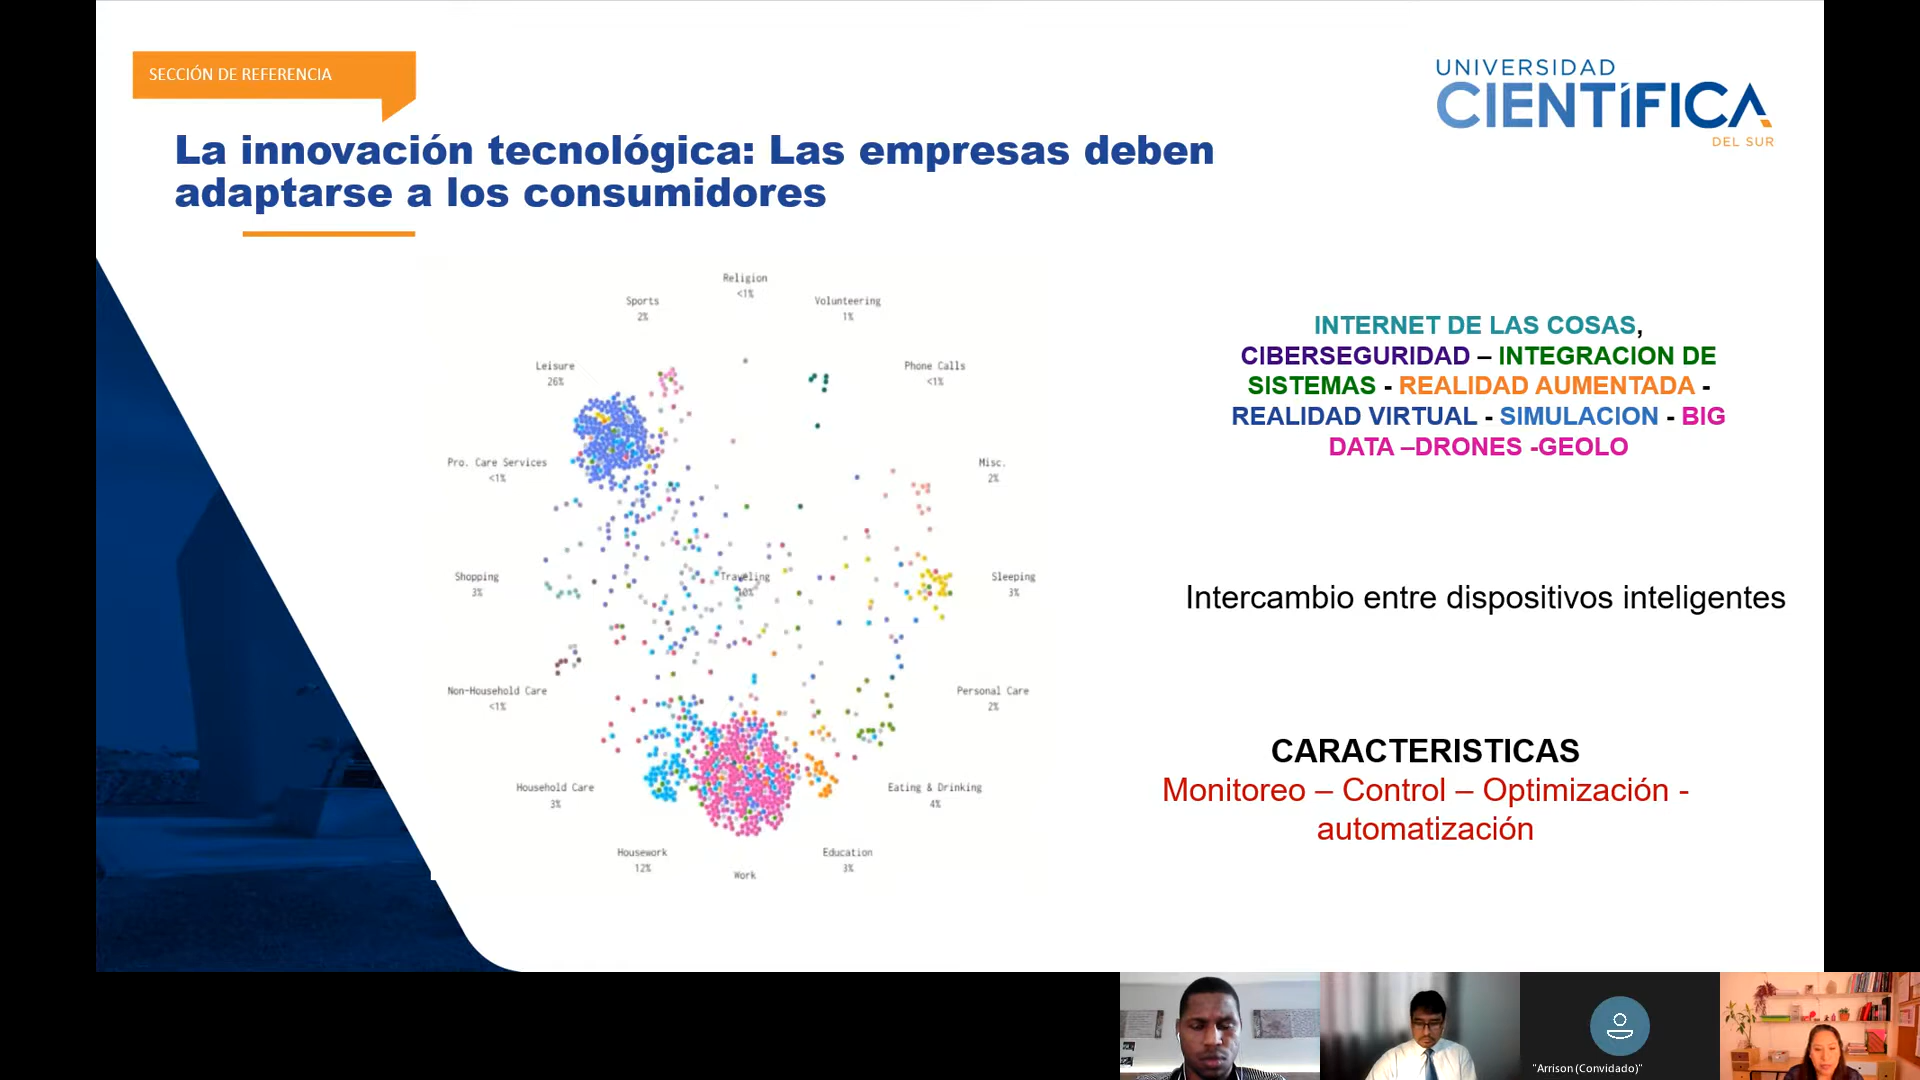 SECCIÓN DE REFERENCIA
UNIVERSIDAD
CIENTÍFICA
DEL SUR
La innovación tecnológica: Las empresas deben
adaptarse a los consumidores
Religion
<1%
Sports
2%
Volunteering
1%
Leisure
26%
Phone Calls
<1%
Pro. Care Services
<1%
Misc.
2%
Shopping
3%
Traveling
10%
Sleeping
3%
Non-Household Care
<1%
Personal Care
2%
Household Care
3%
Eating & Drinking
4%
Housework
12%
Education
3%
Work
INTERNET DE LAS COSAS,
CIBERSEGURIDAD – INTEGRACION DE
SISTEMAS - REALIDAD AUMENTADA -
REALIDAD VIRTUAL - SIMULACION - BIG
DATA –DRONES -GEOLO
Intercambio entre dispositivos inteligentes
CARACTERISTICAS
Monitoreo – Control – Optimización -
automatización
"Arrison (Convidado)"